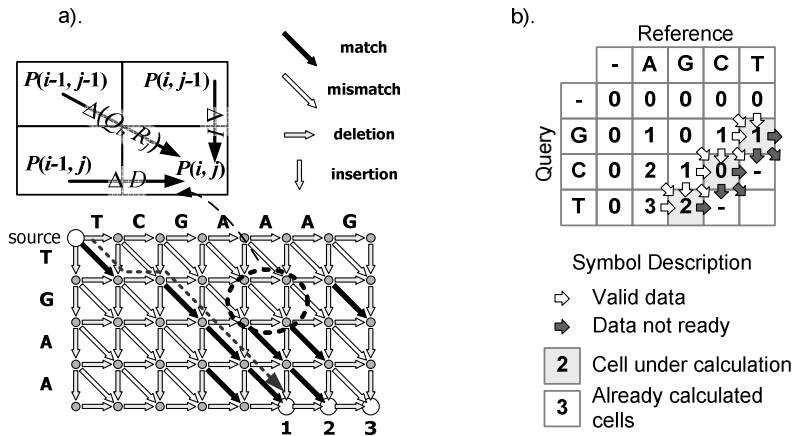 a).
P(i-1, j-1)
P(i, j-1)
Δ(Qi, Rj)
Δ I
P(i-1, j)
P(i, j)
Δ D
match
mismatch
deletion
insertion
T C G A A A G
source
T
G
A
A
1 2 3
b).
Reference
- A G C T
Query
- 0 0 0 0 0
G 0 1 0 1 1
C 0 2 1 0 -
T 0 3 2 -
Symbol Description
Valid data
Data not ready
2 Cell under calculation
3 Already calculated
cells